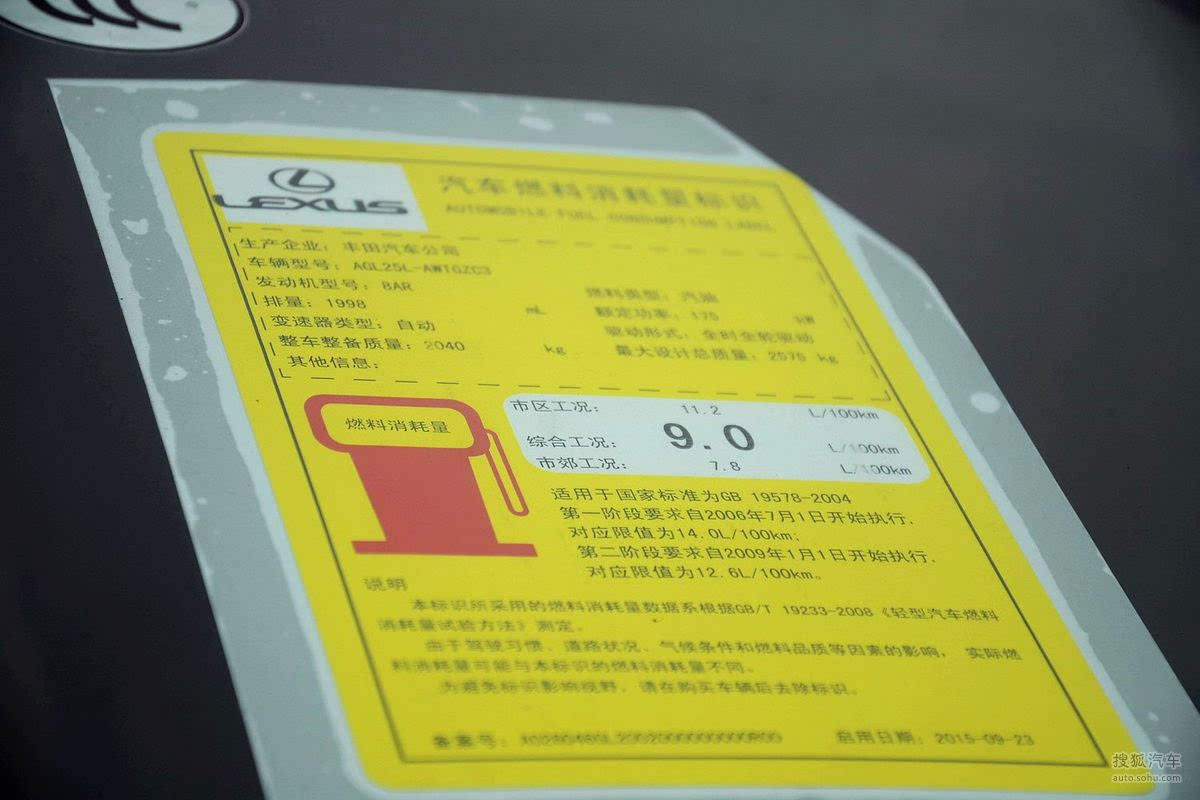 LEXUS
汽车燃料消耗量标识
AUTOMOBILE FUEL CONSUMPTION LABEL
生产企业：丰田汽车公司
车辆型号：AGL25L-AWTGZC3
发动机型号：8AR 燃料类型：汽油
排量：1998 mL 额定功率：175 kW
变速器类型：自动 驱动形式：全时全轮驱动
整车整备质量：2040 kg 最大设计总质量：2575 kg
其他信息：
燃料消耗量
市区工况： 11.2 L/100km
综合工况： 9.0 L/100km
市郊工况： 7.8 L/100km
适用于国家标准为GB 19578-2004
第一阶段要求自2006年7月1日开始执行，
对应限值为14.0L/100km；
第二阶段要求自2009年1月1日开始执行，
对应限值为12.6L/100km。
说明
本标识所采用的燃料消耗量数据系根据GB/T 19233-2008《轻型汽车燃料
消耗量试验方法》测定。
由于驾驶习惯、道路状况、气候条件和燃料品质等因素的影响， 实际燃
料消耗量可能与本标识的燃料消耗量不同。
为避免标识影响视野，请在购买车辆后去除标识。
备案号： 启用日期：2015-09-23
搜狐汽车
auto.sohu.com